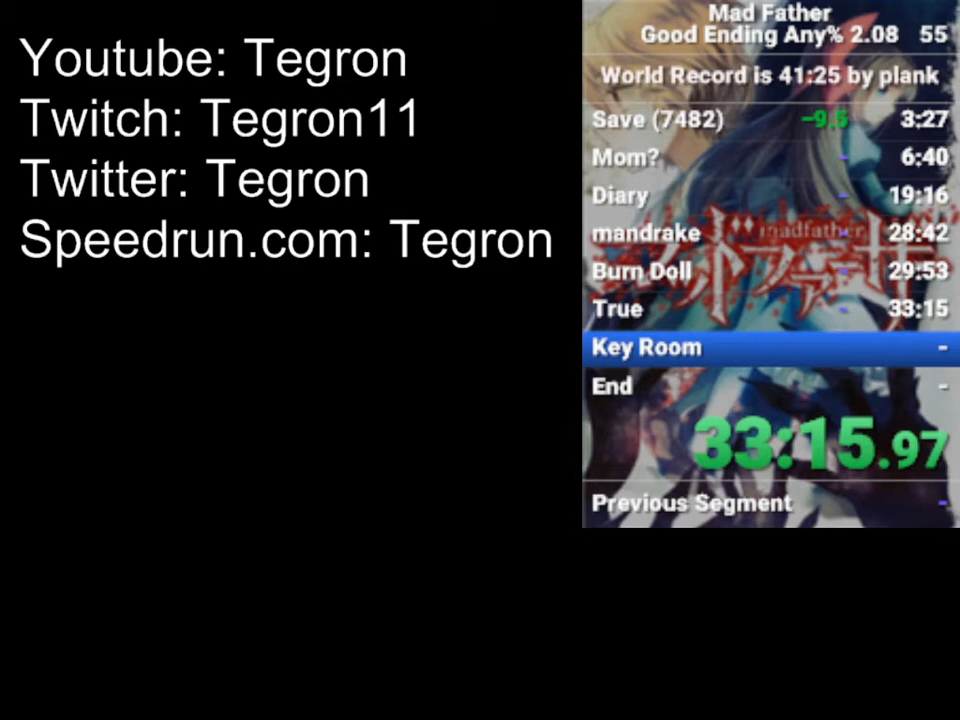 Youtube: Tegron
Twitch: Tegron11
Twitter: Tegron
Speedrun.com: Tegron
Mad Father
Good Ending Any% 2.08 55
World Record is 41:25 by plank
Save (7482) -9.5 3:27
Mom? - 6:40
Diary - 19:16
mandrake - 28:42
Burn Doll - 29:53
True - 33:15
madfather
Key Room -
End -
33:15.97
Previous Segment -